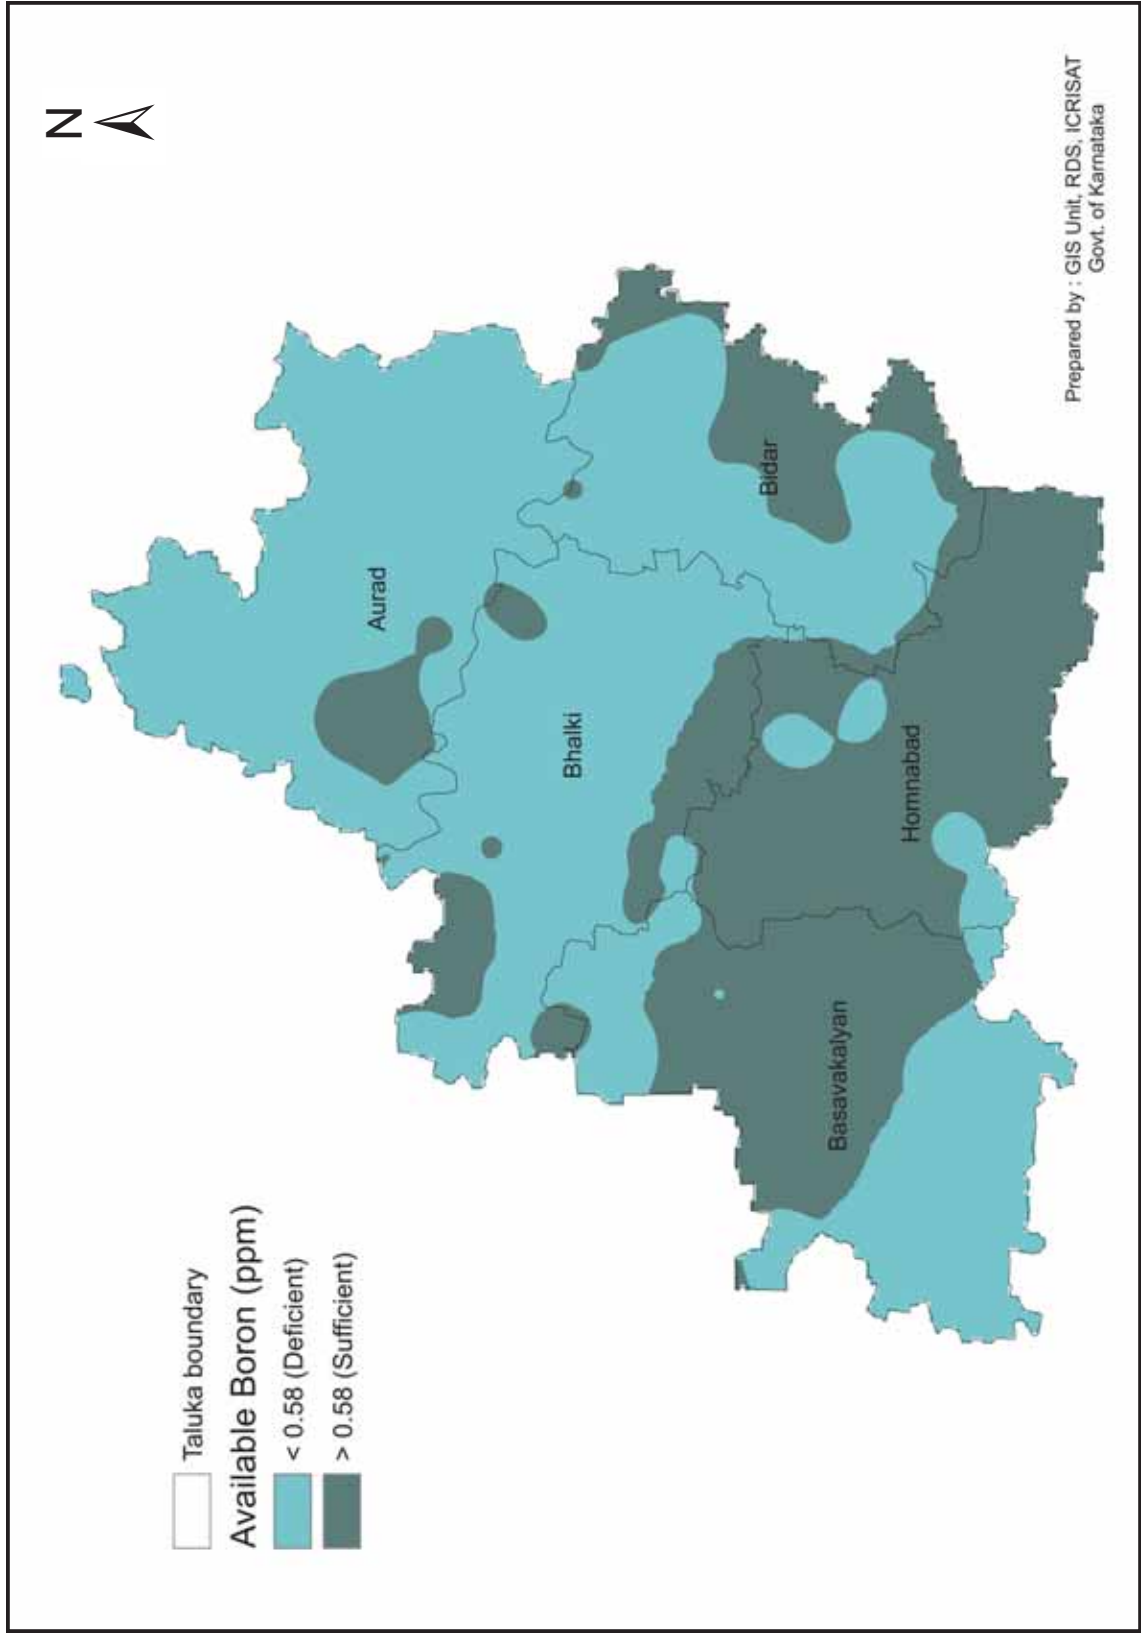 N
Taluka boundary
Available Boron (ppm)
< 0.58 (Deficient)
> 0.58 (Sufficient)
Aurad
Bhalki
Bidar
Homnabad
Basavakalyan
Prepared by : GIS Unit, RDS, ICRISAT
Govt. of Karnataka